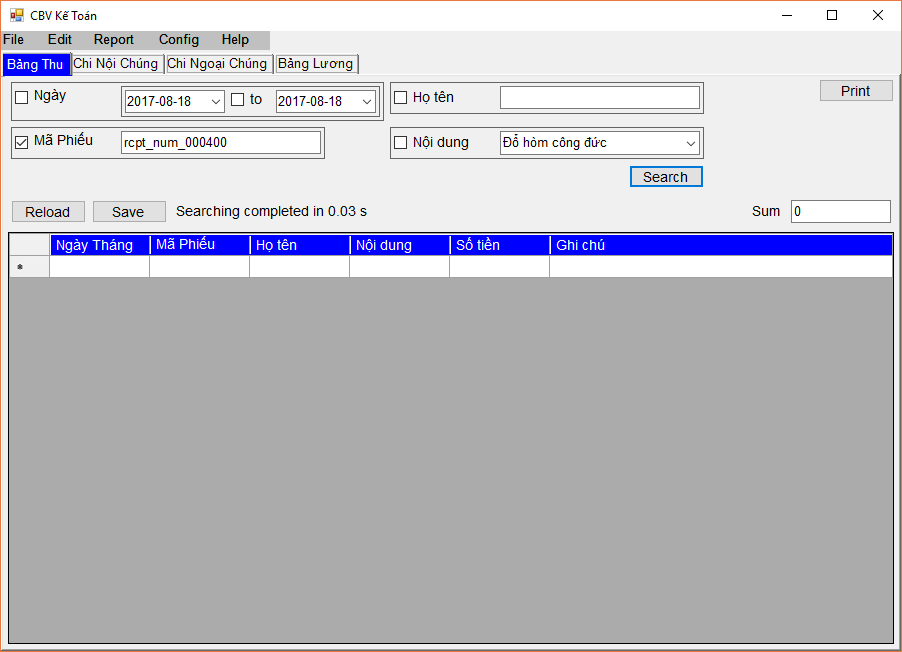 CBV Kế Toán
File Edit Report Config Help
Bảng Thu Chi Nội Chúng Chi Ngoại Chúng Bảng Lương
Ngày 2017-08-18 to 2017-08-18 Họ tên Print
Mã Phiếu rcpt_num_000400 Nội dung Đổ hòm công đức
Search
Reload Save Searching completed in 0.03 s Sum 0
Ngày Tháng Mã Phiếu Họ tên Nội dung Số tiền Ghi chú
*